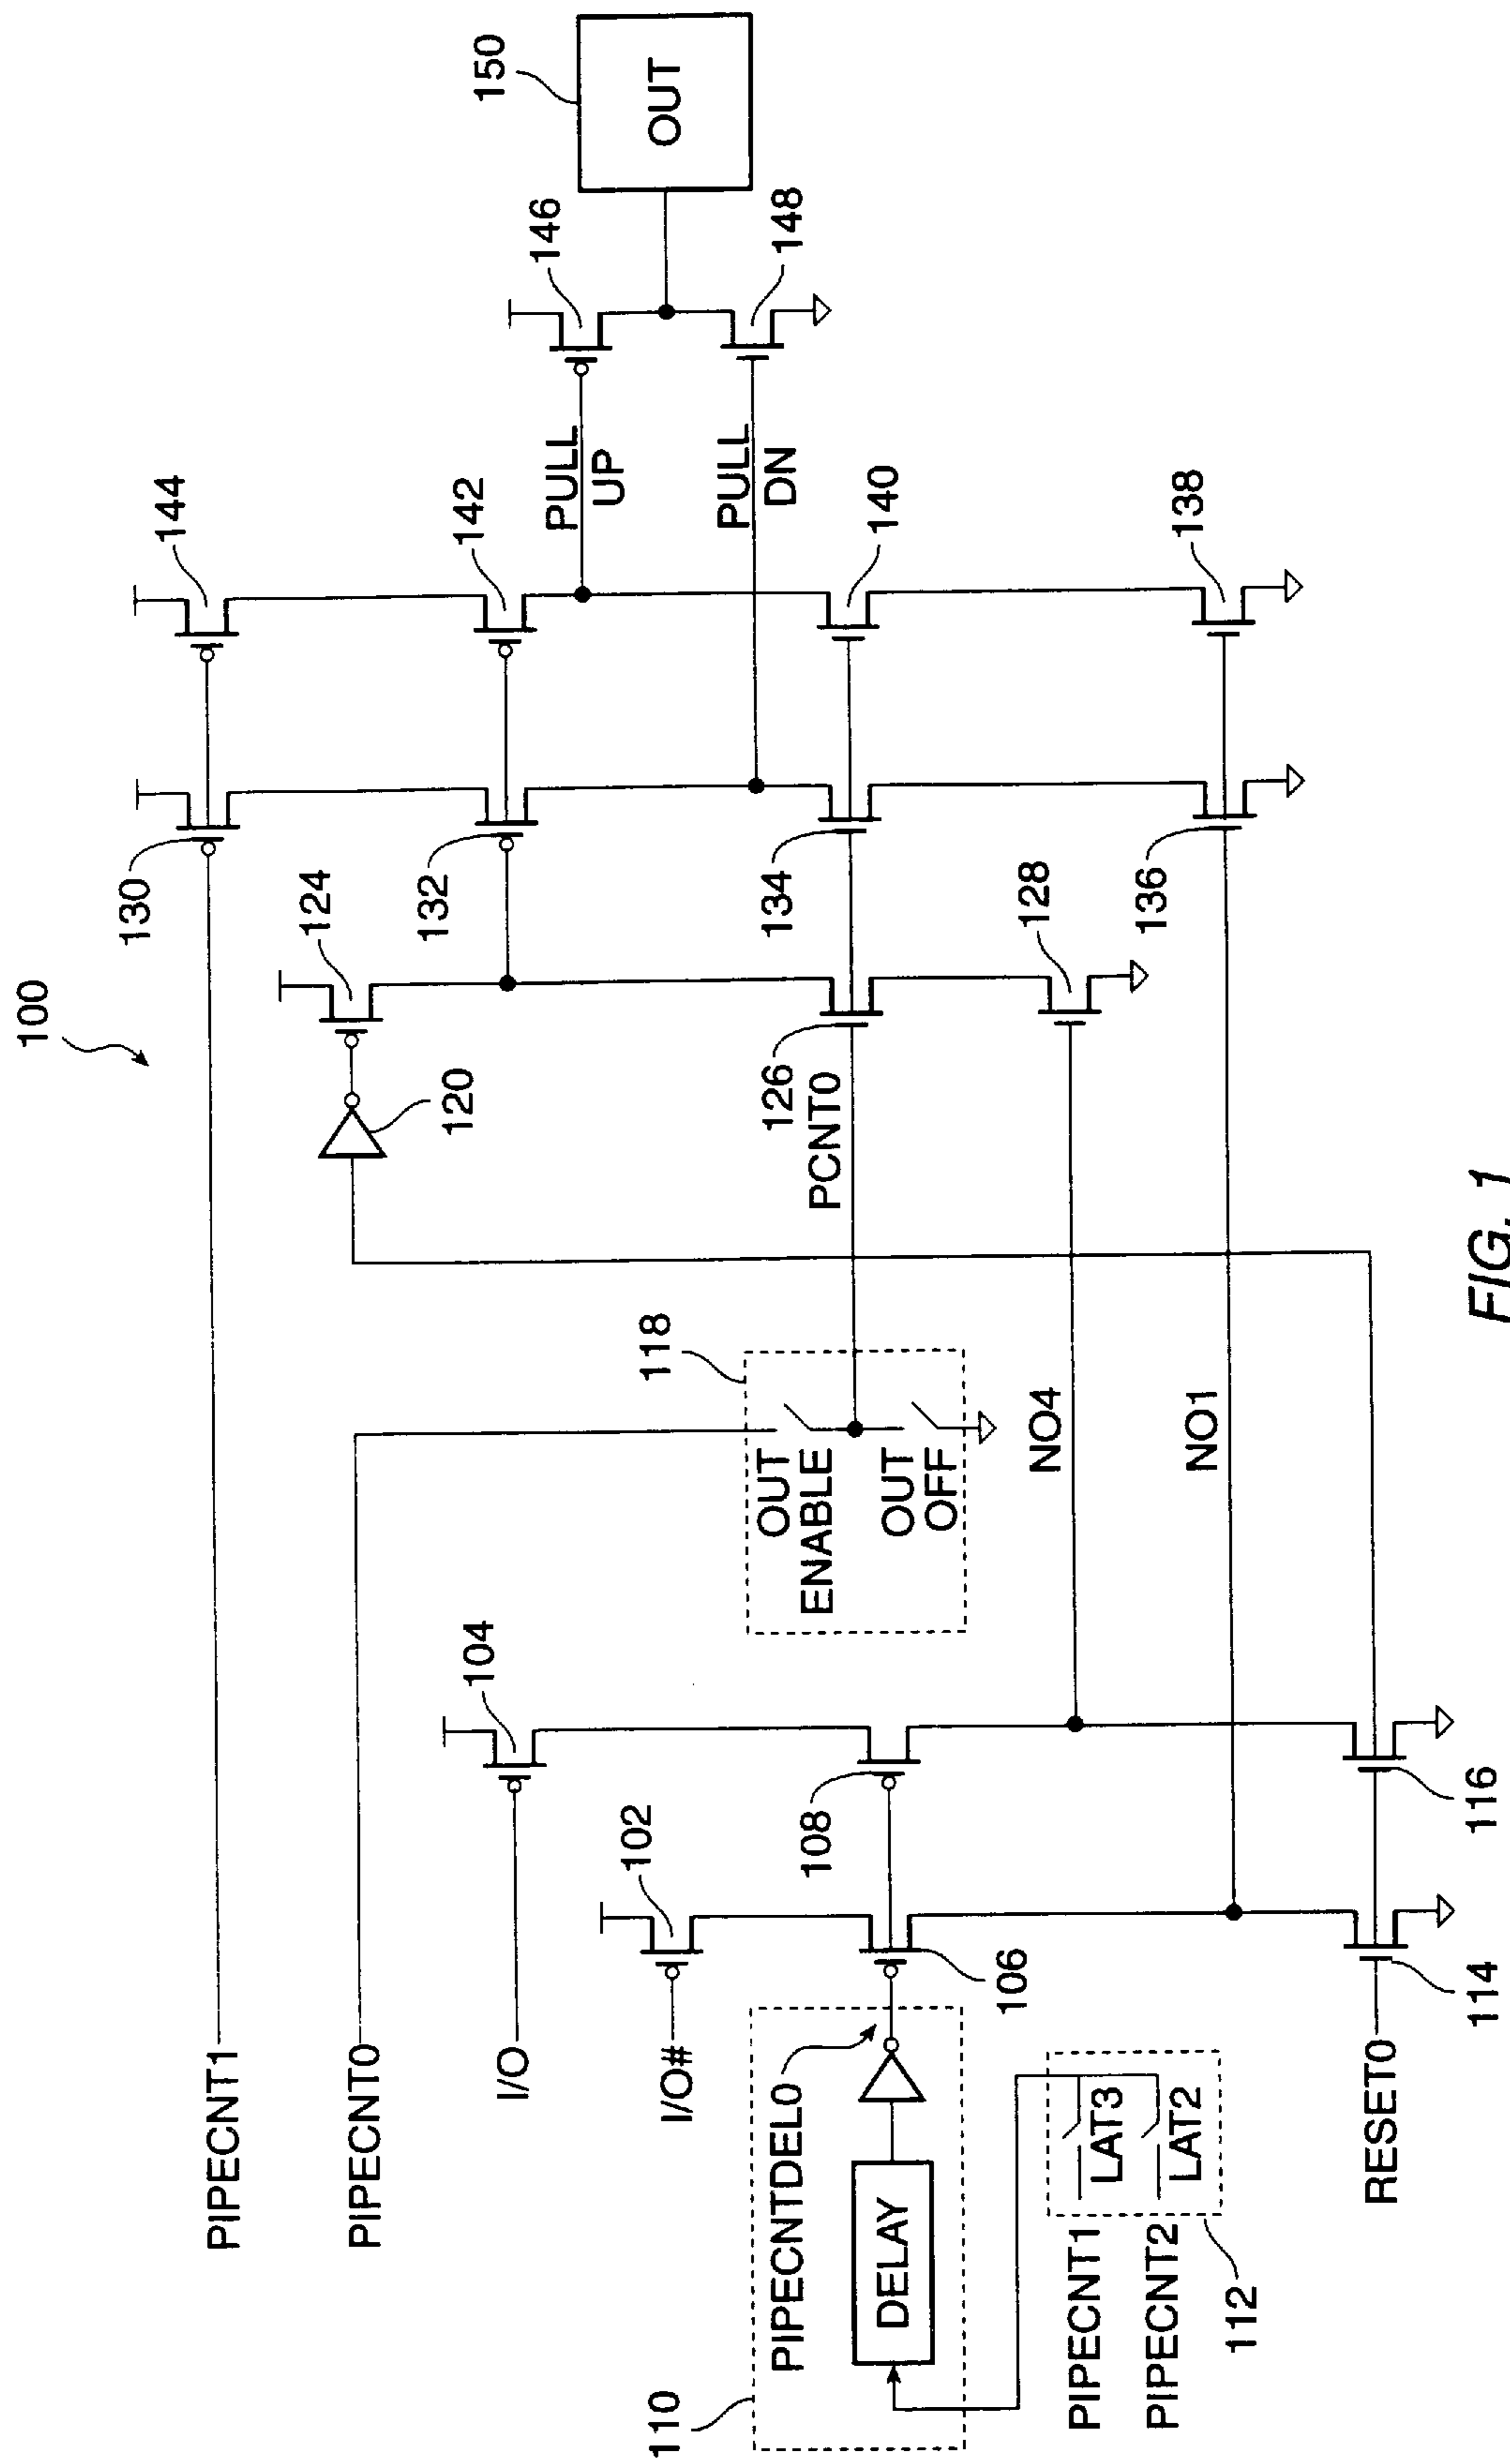 100
PIPECNT1
130
144
PIPECNT0
120
124
I/O
104
132
142
I/O#
102
118
PULL
UP
146
150
OUT
110
PIPECNTDEL0
DELAY
106
108
OUT
ENABLE
OUT
OFF
126
PCNT0
134
PULL
DN
148
140
128
PIPECNT1
LAT3
PIPECNT2
LAT2
112
NO4
NO1
136
138
RESET0
114
116
FIG. 1